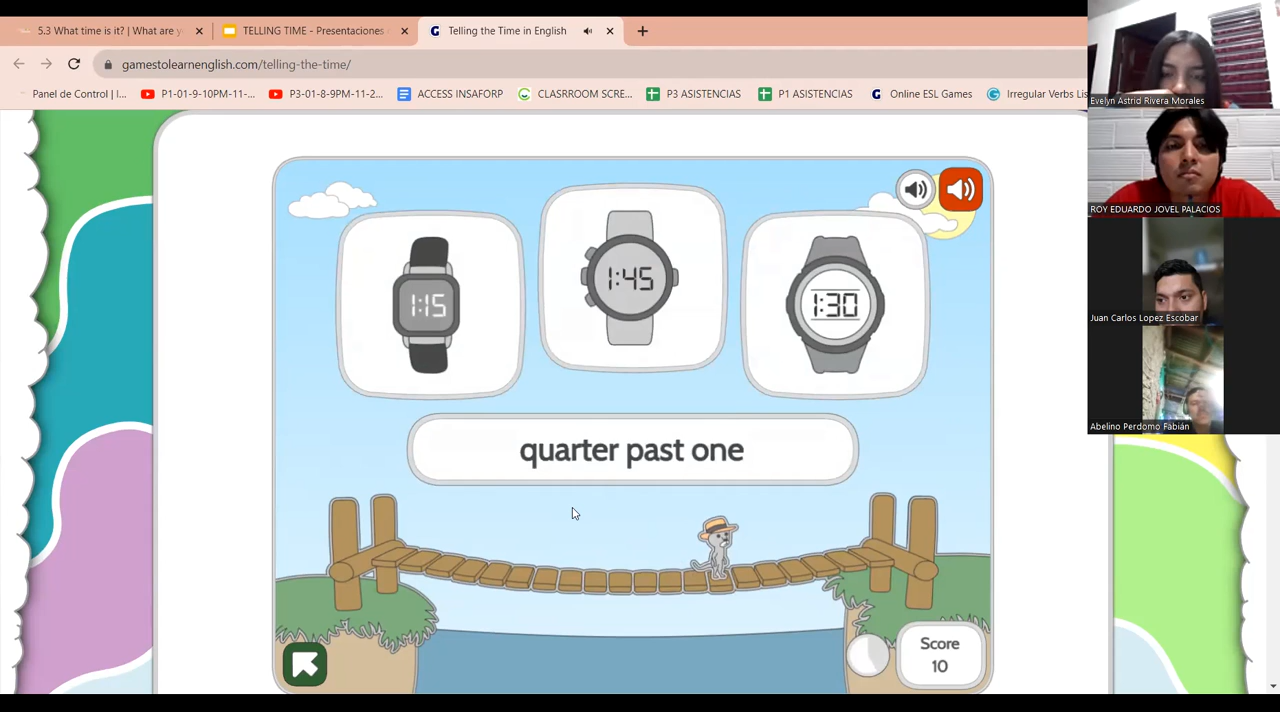 5.3 What time is it? | What are y
TELLING TIME - Presentaciones
Telling the Time in English
gamestolearnenglish.com/telling-the-time/
Panel de Control | I...
P1-01-9-10PM-11-...
P3-01-8-9PM-11-2...
ACCESS INSAFORP
CLASRROOM SCRE...
P3 ASISTENCIAS
P1 ASISTENCIAS
Online ESL Games
Irregular Verbs Lis
1:15
1:45
1:30
quarter past one
Score
10
Evelyn Astrid Rivera Morales
ROY EDUARDO JOVEL PALACIOS
Juan Carlos Lopez Escobar
Abelino Perdomo Fabián